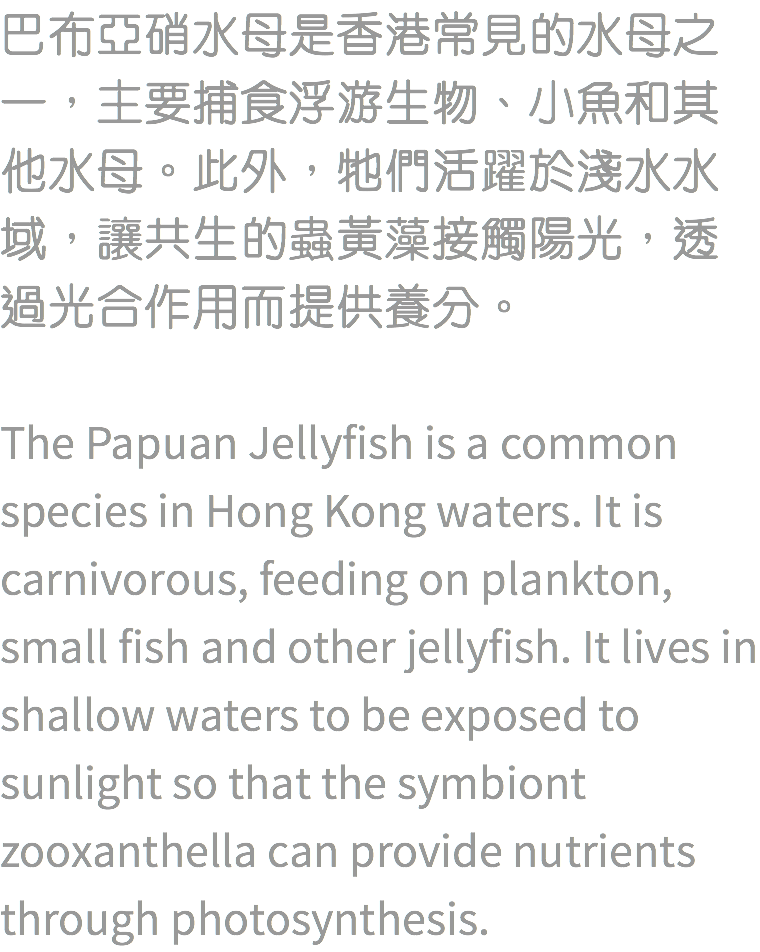 巴布亞硝水母是香港常見的水母之
一，主要捕食浮游生物、小魚和其
他水母。此外，牠們活躍於淺水水
域，讓共生的蟲黃藻接觸陽光，透
過光合作用而提供養分。
The Papuan Jellyfish is a common
species in Hong Kong waters. It is
carnivorous, feeding on plankton,
small fish and other jellyfish. It lives in
shallow waters to be exposed to
sunlight so that the symbiont
zooxanthella can provide nutrients
through photosynthesis.